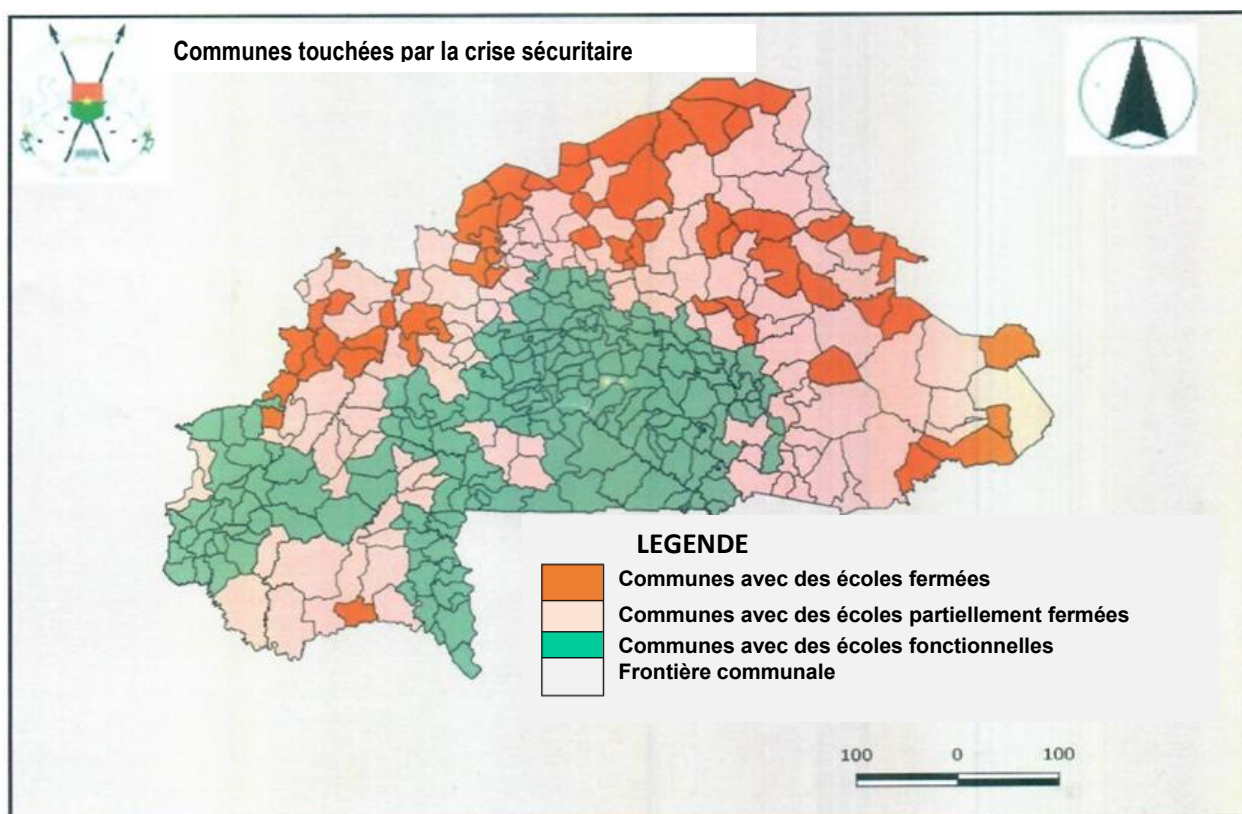 Communes touchées par la crise sécuritaire
LEGENDE
Communes avec des écoles fermées
Communes avec des écoles partiellement fermées
Communes avec des écoles fonctionnelles
Frontière communale
100 0 100